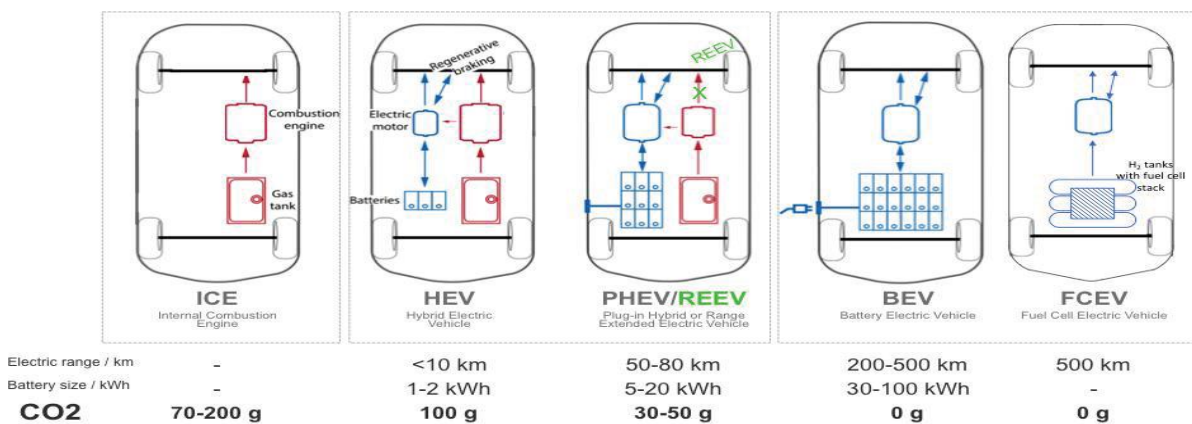 Combustion
engine
Gas
tank
ICE
Internal Combustion
Engine
Regenerative
braking
Electric
motor
Batteries
HEV
Hybrid Electric
Vehicle
REEV
X
PHEV/REEV
Plug-in Hybrid or Range
Extended Electric Vehicle
BEV
Battery Electric Vehicle
H₂ tanks
with fuel cell
stack
FCEV
Fuel Cell Electric Vehicle
Electric range / km - <10 km 50-80 km 200-500 km 500 km
Battery size / kWh - 1-2 kWh 5-20 kWh 30-100 kWh -
CO2 70-200 g 100 g 30-50 g 0 g 0 g